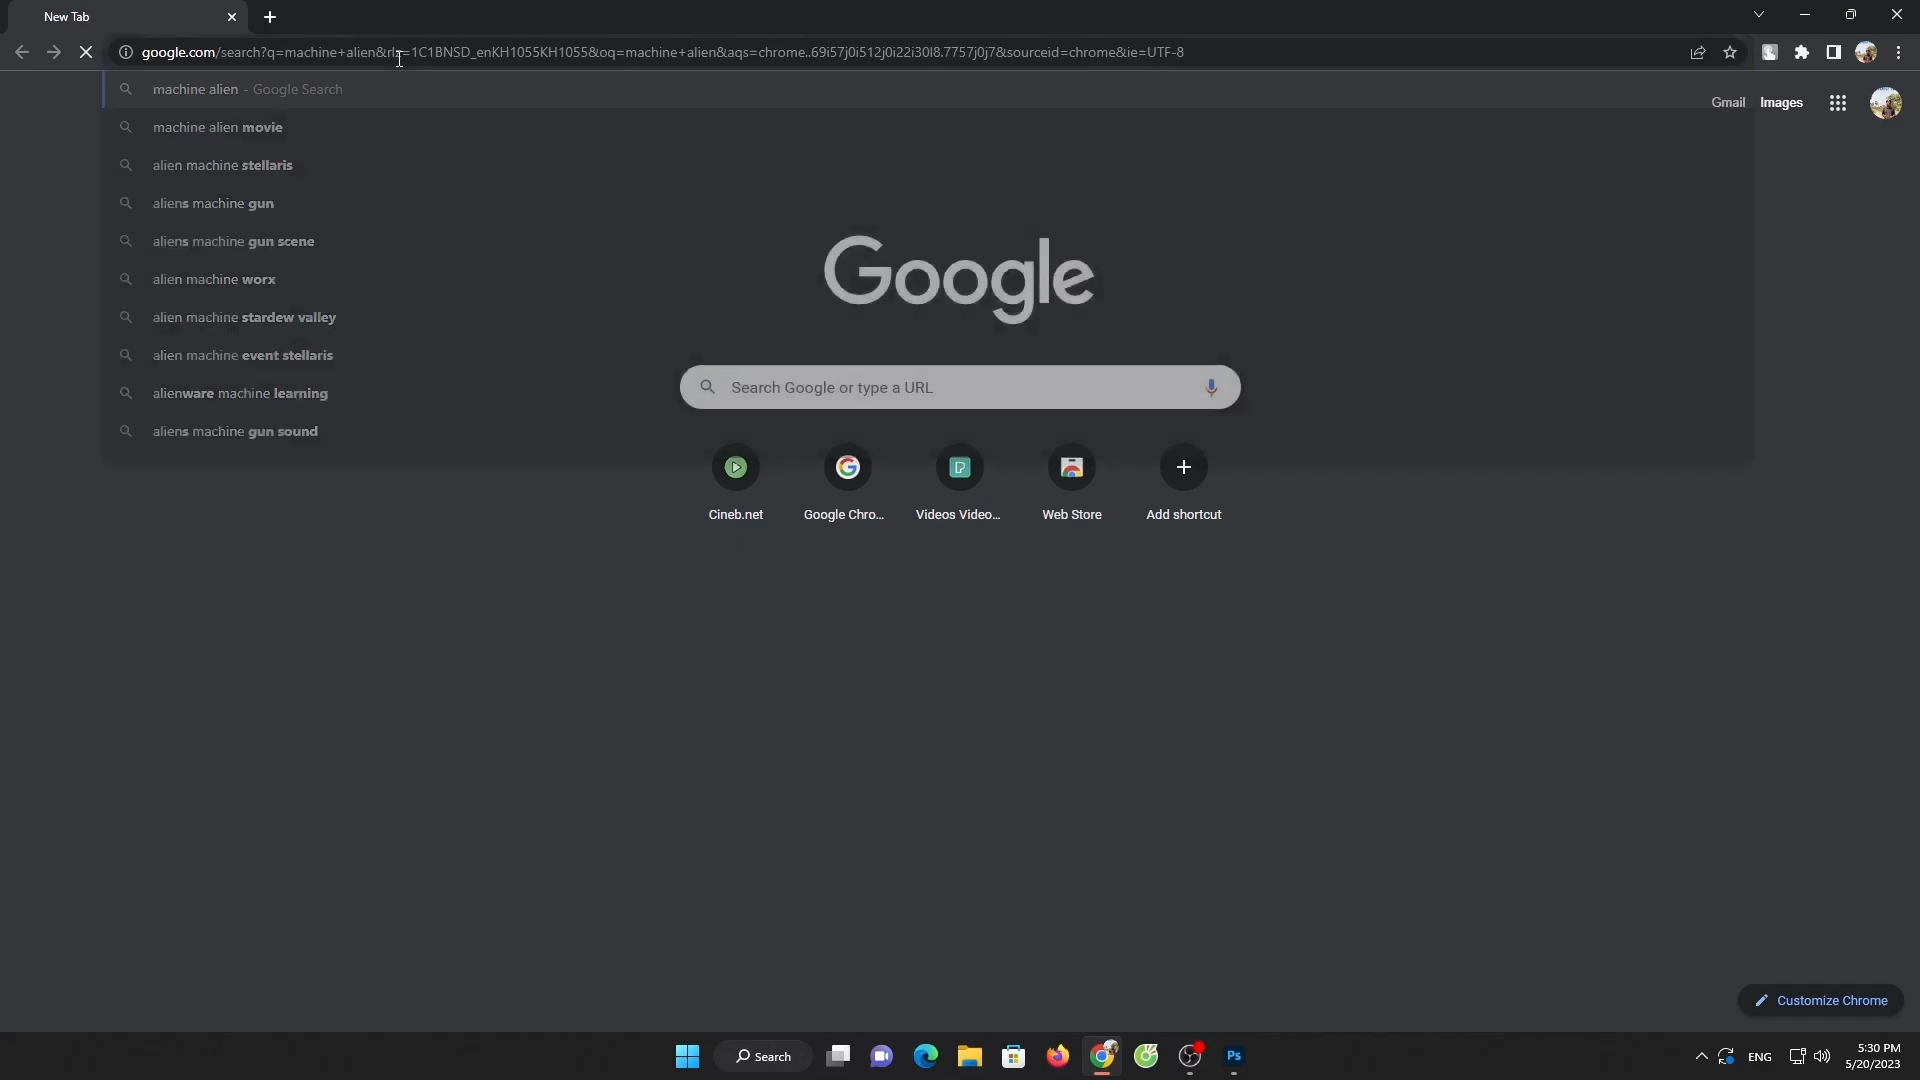 New Tab
google.com/search?q=machine+alien&rlz=1C1BNSD_enKH1055KH1055&oq=machine+alien&aqs=chrome..69i57j0i512j0i22i30l8.7757j0j7&sourceid=chrome&ie=UTF-8
machine alien - Google Search
Gmail Images
machine alien movie
alien machine stellaris
aliens machine gun
aliens machine gun scene
alien machine worx
alien machine stardew valley
alien machine event stellaris
alienware machine learning
aliens machine gun sound
Google
Search Google or type a URL
Cineb.net
Google Chro...
Videos Video...
Web Store
Add shortcut
Customize Chrome
Search
Ps
ENG
5:30 PM
5/20/2023